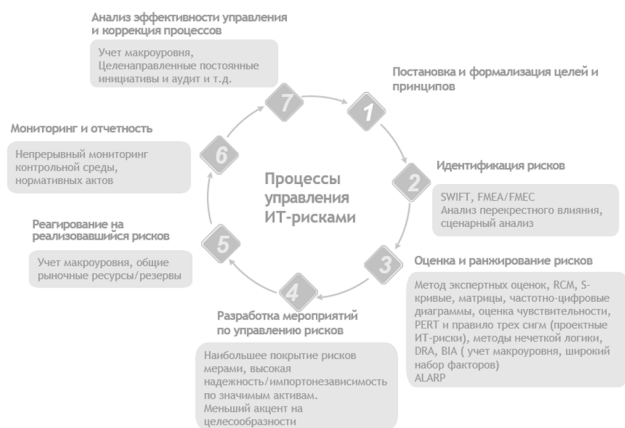 Анализ эффективности управления
и коррекция процессов
Учет макроуровня,
Целенаправленные постоянные
инициативы и аудит и т.д.
7
1
Постановка и формализация целей и
принципов
Мониторинг и отчетность
Непрерывный мониторинг
контрольной среды,
нормативных актов
6
Процессы
управления
ИТ-рисками
2
Идентификация рисков
SWIFT, FMEA/FMEC
Анализ перекрестного влияния,
сценарный анализ
Реагирование на
реализовавшийся рисков
Учет макроуровня, общие
рыночные ресурсы/резервы
5
3
Оценка и ранжирование рисков
Метод экспертных оценок, RCM, S-
кривые, матрицы, частотно-цифровые
диаграммы, оценка чувствительности,
PERT и правило трех сигм (проектные
ИТ-риски), методы нечеткой логики,
DRA, BIA ( учет макроуровня, широкий
набор факторов)
ALARP
4
Разработка мероприятий
по управлению рисков
Наибольшее покрытие рисков
мерами, высокая
надежность/импортонезависимость
по значимым активам.
Меньший акцент на
целесообразности